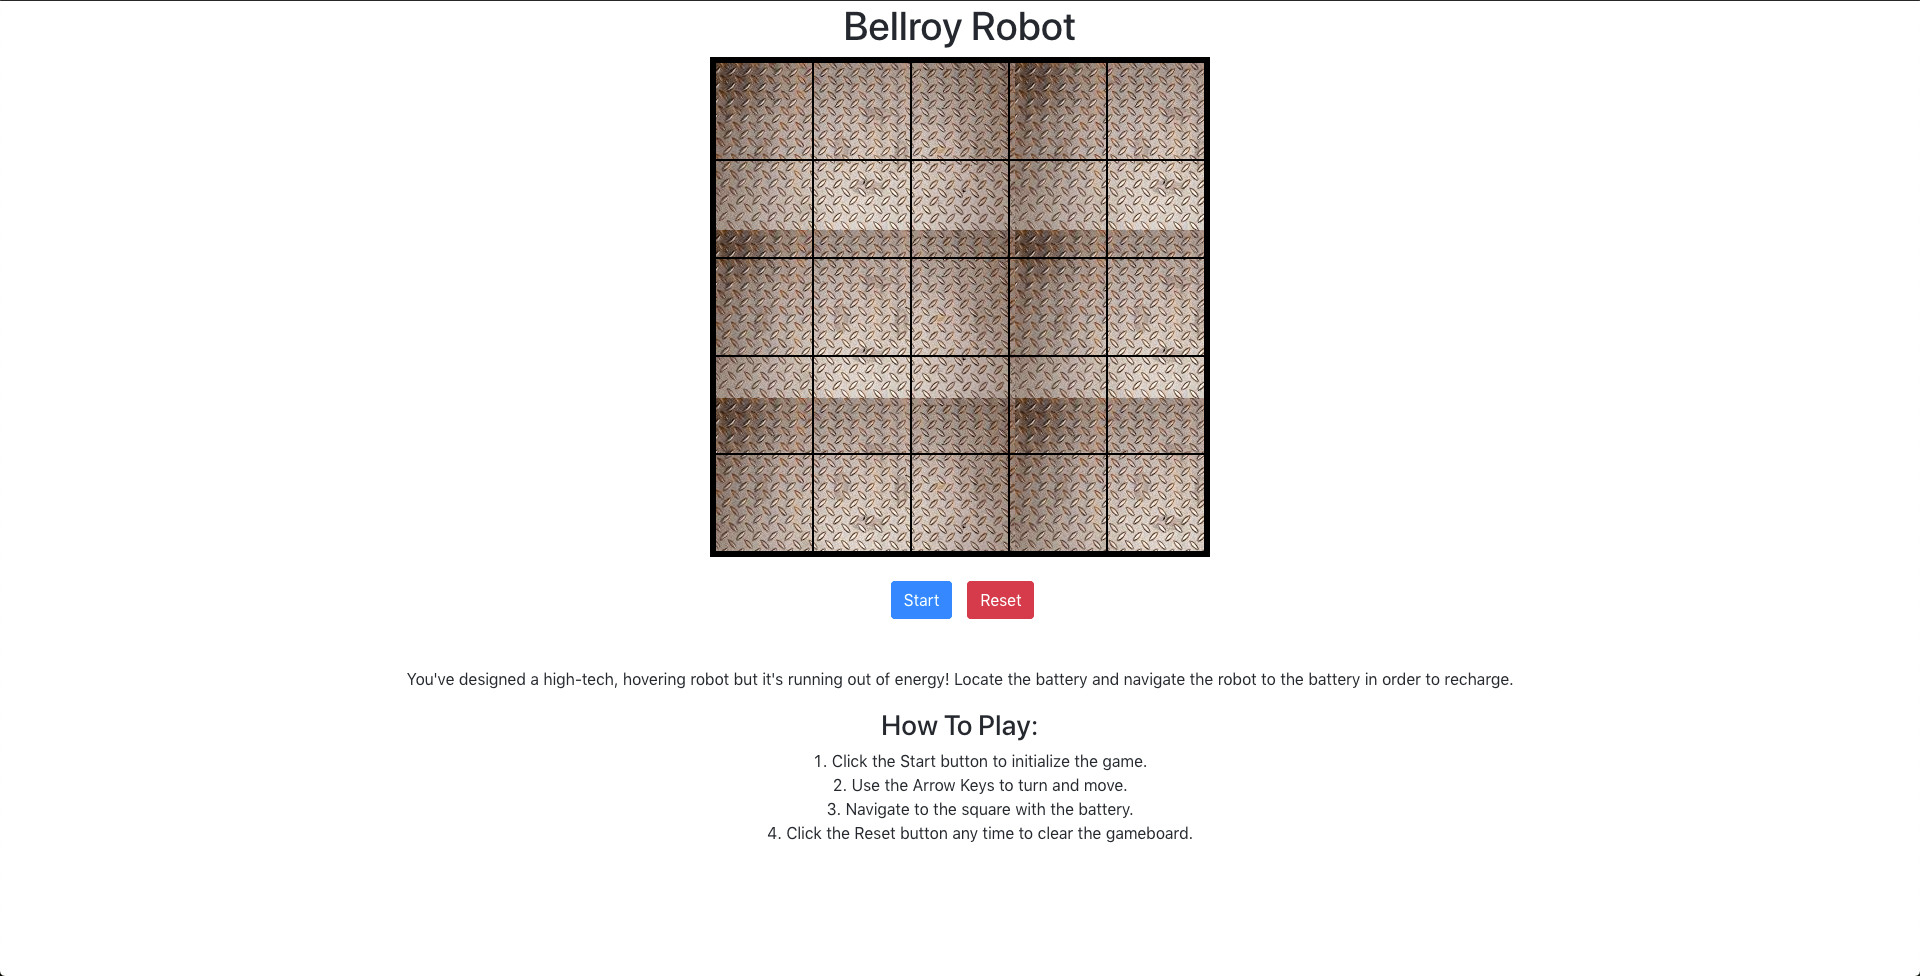 Bellroy Robot
Start Reset
You've designed a high-tech, hovering robot but it's running out of energy! Locate the battery and navigate the robot to the battery in order to recharge.
How To Play:
1. Click the Start button to initialize the game.
2. Use the Arrow Keys to turn and move.
3. Navigate to the square with the battery.
4. Click the Reset button any time to clear the gameboard.